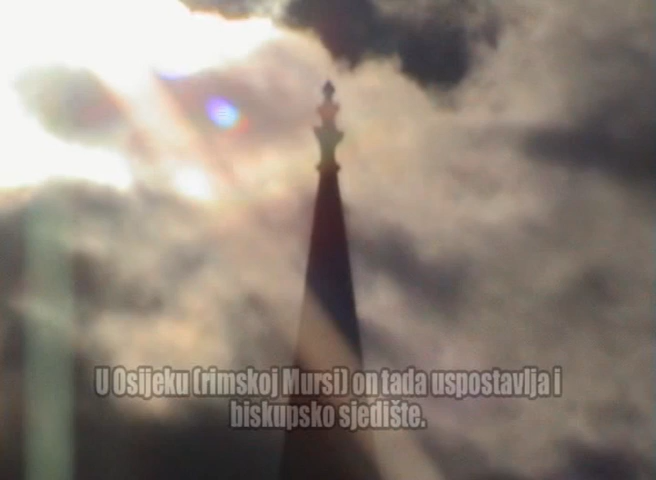 U Osijeku (rimskoj Mursi) on tada uspostavlja i
biskupsko sjedište.